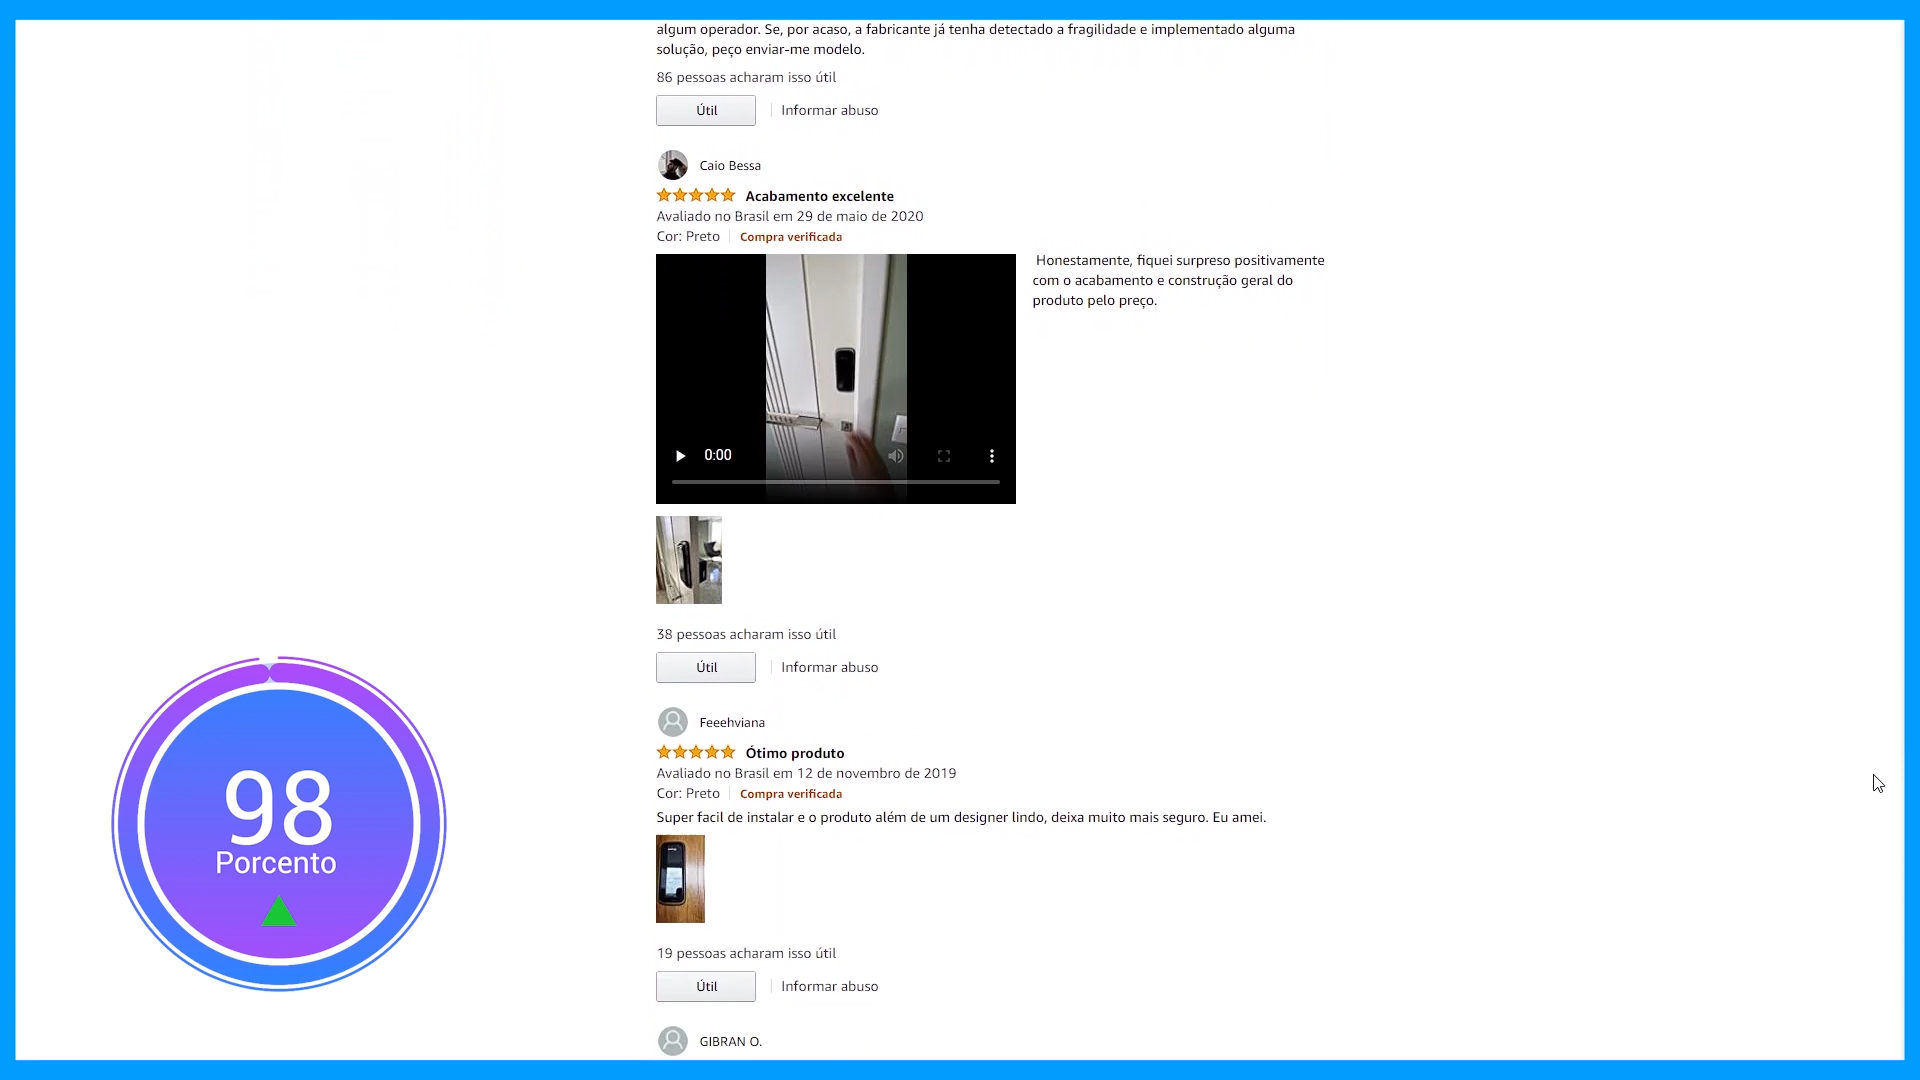 algum operador. Se, por acaso, a fabricante já tenha detectado a fragilidade e implementado alguma
solução, peço enviar-me modelo.
86 pessoas acharam isso útil
Útil
Informar abuso
Caio Bessa
Acabamento excelente
Avaliado no Brasil em 29 de maio de 2020
Cor: Preto
Compra verificada
Honestamente, fiquei surpreso positivamente
com o acabamento e construção geral do
produto pelo preço.
0:00
38 pessoas acharam isso útil
Útil
Informar abuso
Feeehviana
Ótimo produto
Avaliado no Brasil em 12 de novembro de 2019
Cor: Preto
Compra verificada
Super facil de instalar e o produto além de um designer lindo, deixa muito mais seguro. Eu amei.
19 pessoas acharam isso útil
Útil
Informar abuso
GIBRAN O.
98
Porcento